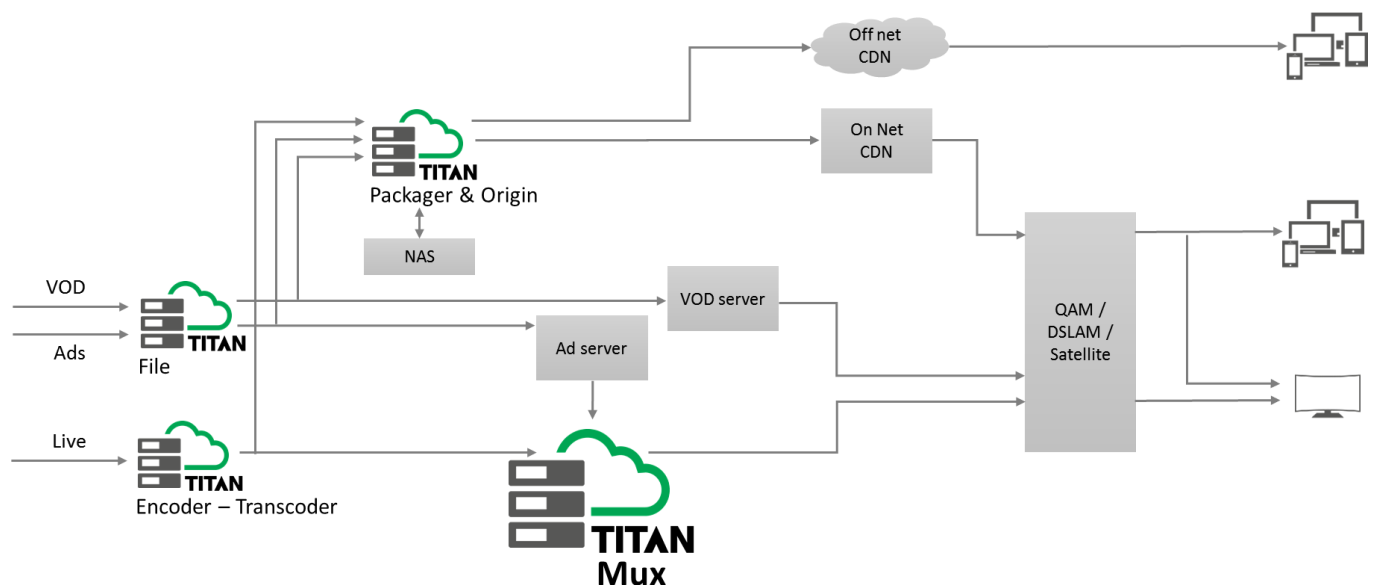 Off net
CDN
On Net
CDN
TITAN
Packager & Origin
NAS
VOD
Ads
TITAN
File
VOD server
Ad server
QAM /
DSLAM /
Satellite
Live
TITAN
Encoder – Transcoder
TITAN
Mux